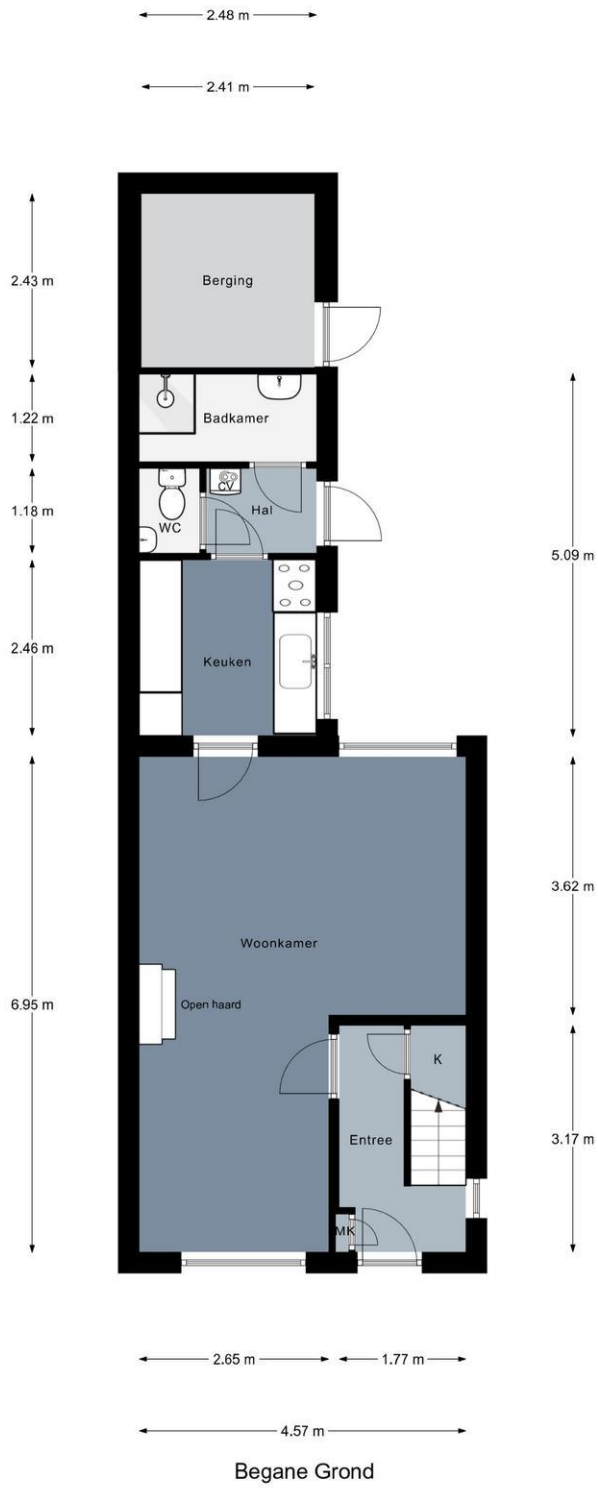 2.48 m
2.41 m
2.43 m
Berging
1.22 m
Badkamer
1.18 m
CV
Hal
WC
5.09 m
2.46 m
Keuken
3.62 m
Woonkamer
6.95 m
Open haard
K
Entree
3.17 m
MK
2.65 m
1.77 m
4.57 m
Begane Grond